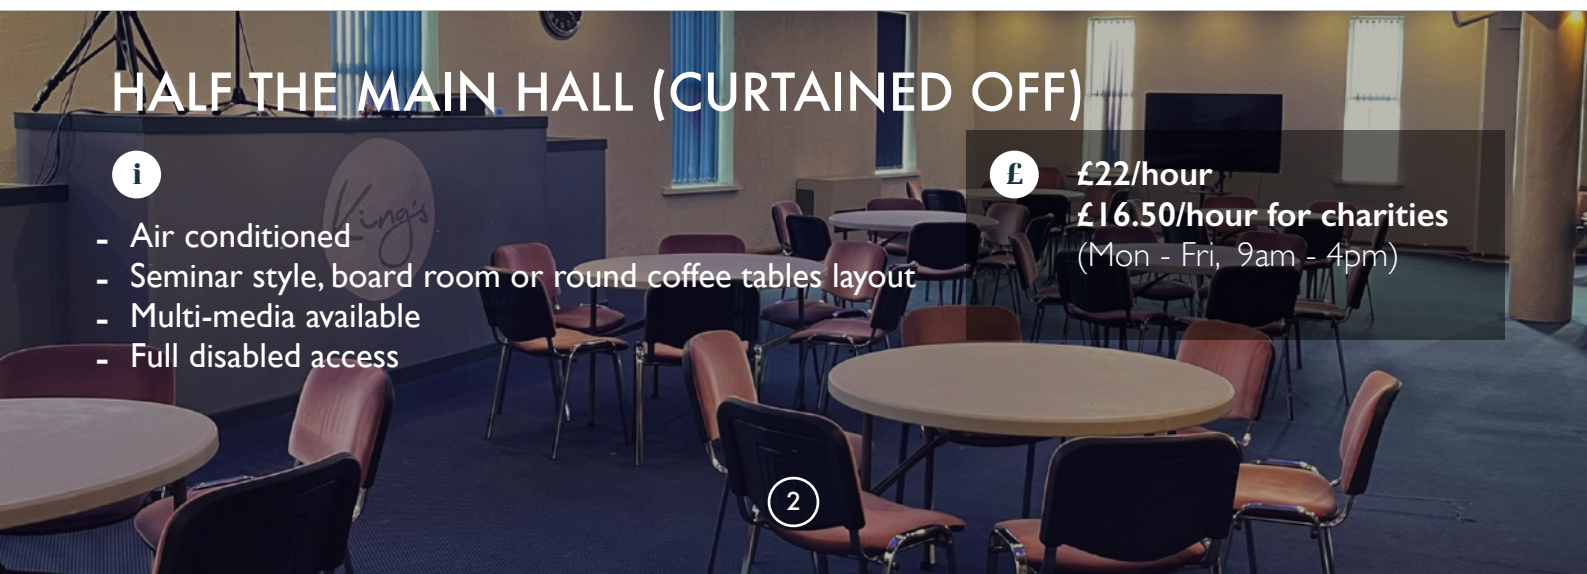 HALF THE MAIN HALL (CURTAINED OFF)
i
- Air conditioned
- Seminar style, board room or round coffee tables layout
- Multi-media available
- Full disabled access
King's
£
£22/hour
£16.50/hour for charities
(Mon - Fri, 9am - 4pm)
2